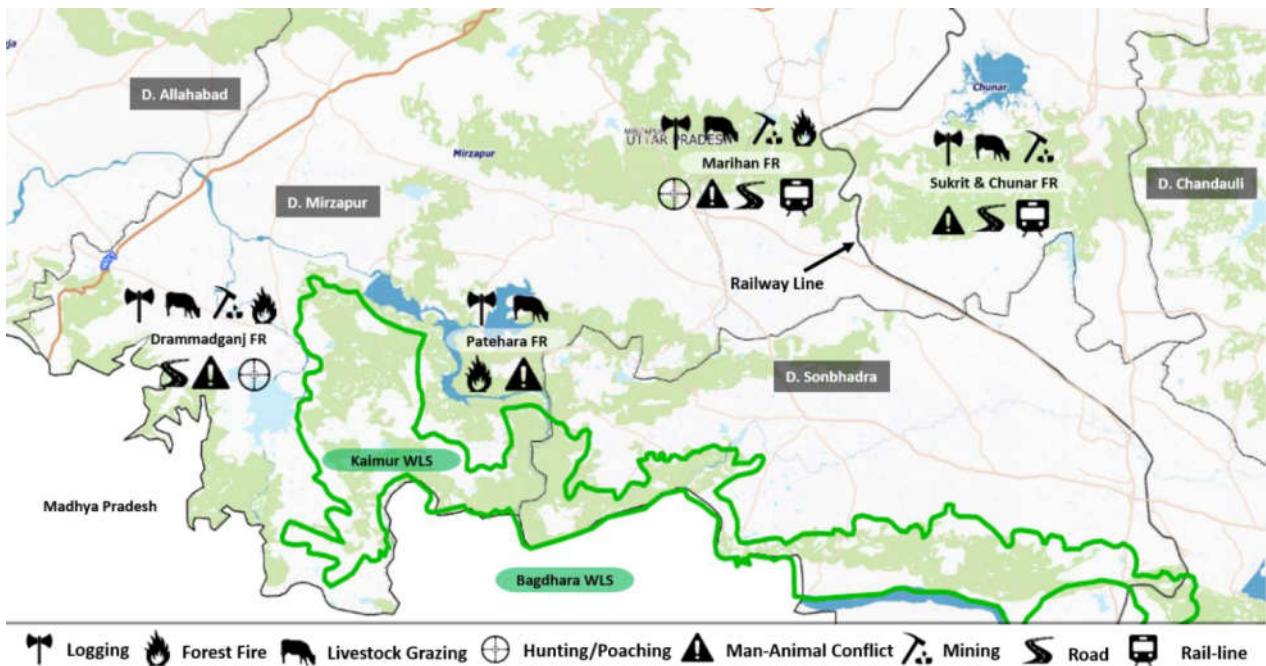 D. Allahabad
Chunar
UTTAR PRADESH
Mirzapur
Marihan FR
Sukrit & Chunar FR
D. Chandauli
D. Mirzapur
Railway Line
Drammadganj FR
Patehara FR
D. Sonbhadra
Kaimur WLS
Madhya Pradesh
Bagdhara WLS
Logging Forest Fire Livestock Grazing Hunting/Poaching Man-Animal Conflict Mining Road Rail-line